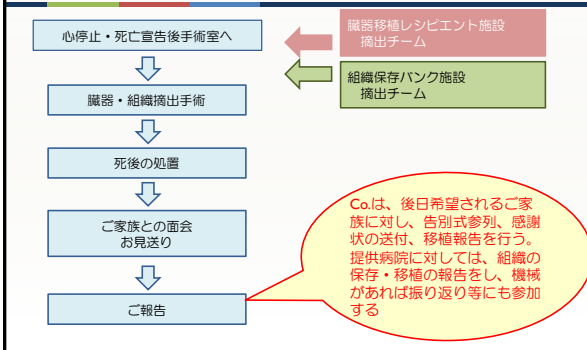 心停止・死亡宣告後手術室へ
臓器移植レシピエント施設
摘出チーム
組織保存バンク施設
摘出チーム
臓器・組織摘出手術
死後の処置
ご家族との面会
お見送り
ご報告
Co.は、後日希望されるご家
族に対し、告別式参列、感謝
状の送付、移植報告を行う。
提供病院に対しては、組織の
保存・移植の報告をし、機械
があれば振り返り等にも参加
する